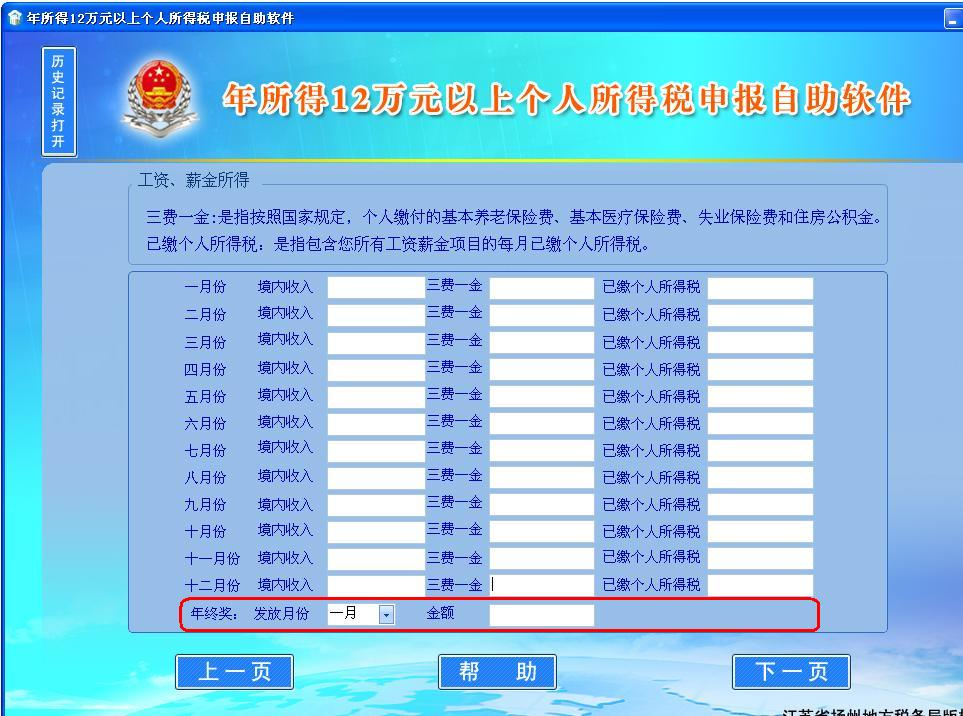 年所得12万元以上个人所得税申报自助软件
历史记录打开
年所得12万元以上个人所得税申报自助软件
工资、薪金所得
三费一金:是指按照国家规定，个人缴付的基本养老保险费、基本医疗保险费、失业保险费和住房公积金。
已缴个人所得税：是指包含您所有工资薪金项目的每月已缴个人所得税。
一月份 境内收入 三费一金 已缴个人所得税
二月份 境内收入 三费一金 已缴个人所得税
三月份 境内收入 三费一金 已缴个人所得税
四月份 境内收入 三费一金 已缴个人所得税
五月份 境内收入 三费一金 已缴个人所得税
六月份 境内收入 三费一金 已缴个人所得税
七月份 境内收入 三费一金 已缴个人所得税
八月份 境内收入 三费一金 已缴个人所得税
九月份 境内收入 三费一金 已缴个人所得税
十月份 境内收入 三费一金 已缴个人所得税
十一月份 境内收入 三费一金 已缴个人所得税
十二月份 境内收入 三费一金 已缴个人所得税
年终奖： 发放月份 一月 金额
上一页 帮助 下一页
江苏省扬州地方税务局版